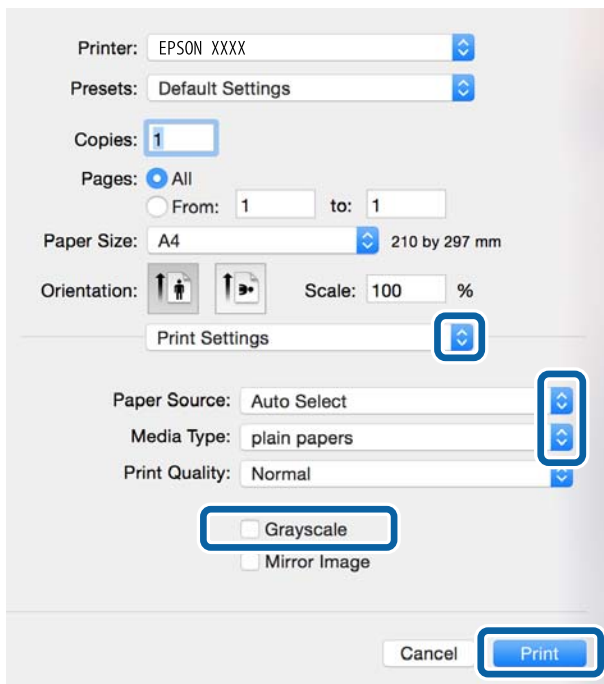 Printer: EPSON XXXX
Presets: Default Settings
Copies: 1
Pages: All
From: 1 to: 1
Paper Size: A4 210 by 297 mm
Orientation: Scale: 100 %
Print Settings
Paper Source: Auto Select
Media Type: plain papers
Print Quality: Normal
Grayscale
Mirror Image
Cancel Print